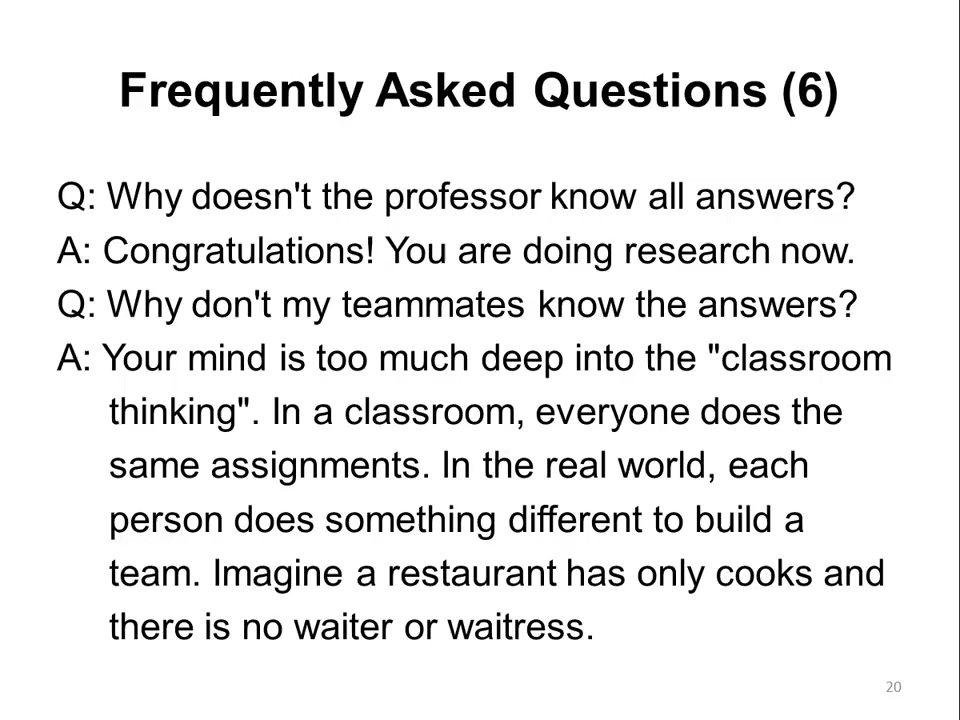 Frequently Asked Questions (6)
Q: Why doesn't the professor know all answers?
A: Congratulations! You are doing research now.
Q: Why don't my teammates know the answers?
A: Your mind is too much deep into the "classroom
thinking". In a classroom, everyone does the
same assignments. In the real world, each
person does something different to build a
team. Imagine a restaurant has only cooks and
there is no waiter or waitress.
20